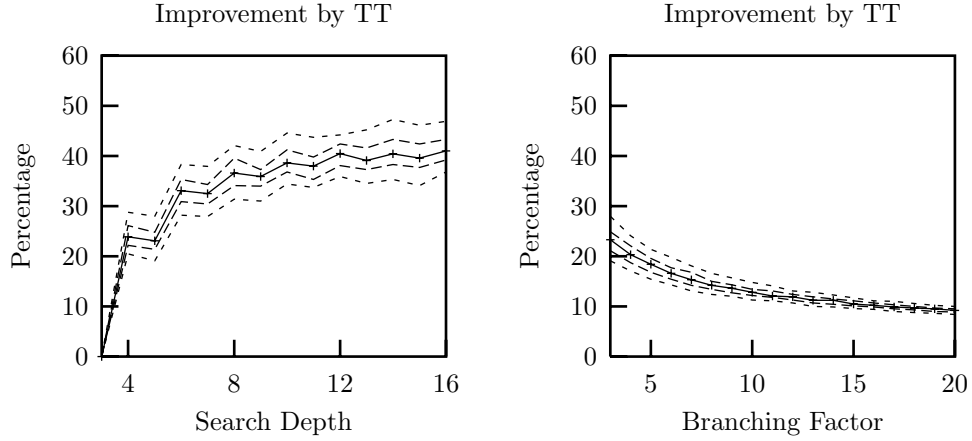 Improvement by TT
60
50
40
30
20
10
0
Percentage
4 8 12 16
Search Depth
Improvement by TT
60
50
40
30
20
10
0
Percentage
5 10 15 20
Branching Factor